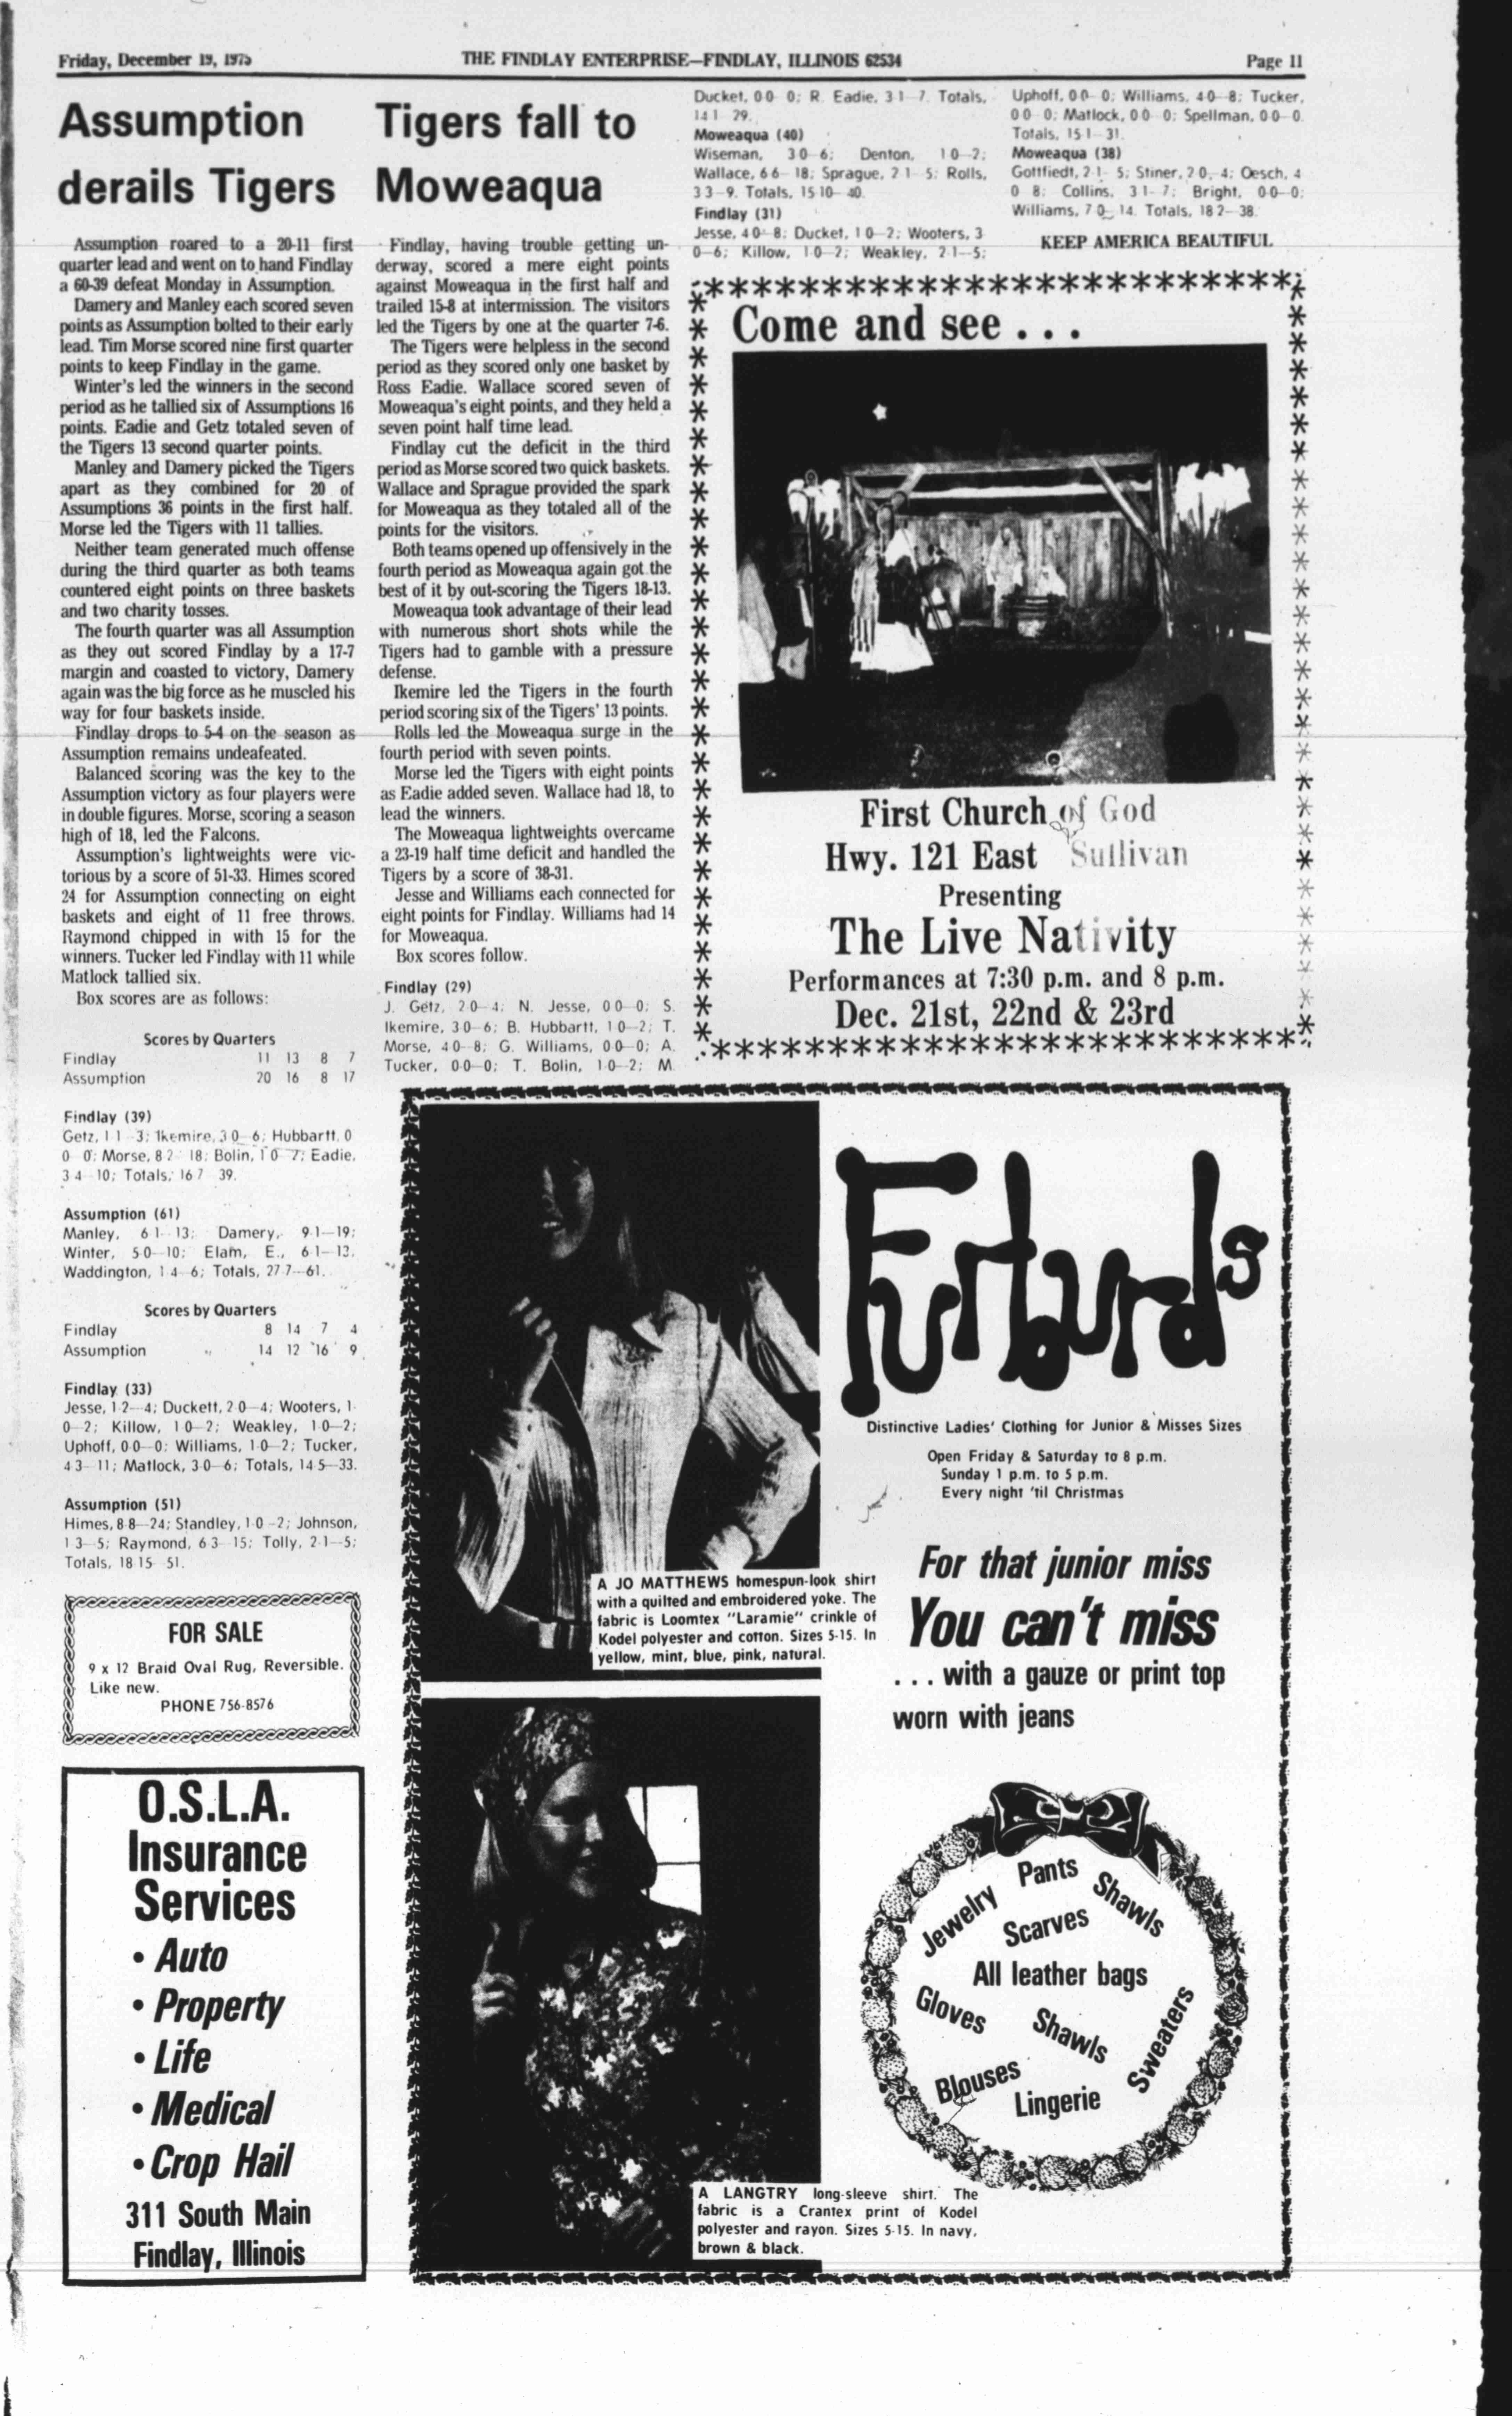 Friday, December 19, 1975
THE FINDLAY ENTERPRISE—FINDLAY, ILLINOIS 62534
Page 11
Assumption
derails Tigers
Assumption roared to a 20-11 first
quarter lead and went on to hand Findlay
a 60-39 defeat Monday in Assumption.
Damery and Manley each scored seven
points as Assumption bolted to their early
lead. Tim Morse scored nine first quarter
points to keep Findlay in the game.
Winter's led the winners in the second
period as he tallied six of Assumptions 16
points. Eadie and Getz totaled seven of
the Tigers 13 second quarter points.
Manley and Damery picked the Tigers
apart as they combined for 20 of
Assumptions 36 points in the first half.
Morse led the Tigers with 11 tallies.
Neither team generated much offense
during the third quarter as both teams
countered eight points on three baskets
and two charity tosses.
The fourth quarter was all Assumption
as they out scored Findlay by a 17-7
margin and coasted to victory, Damery
again was the big force as he muscled his
way for four baskets inside.
Findlay drops to 5-4 on the season as
Assumption remains undeafeated.
Balanced scoring was the key to the
Assumption victory as four players were
in double figures. Morse, scoring a season
high of 18, led the Falcons.
Assumption's lightweights were vic-
torious by a score of 51-33. Himes scored
24 for Assumption connecting on eight
baskets and eight of 11 free throws.
Raymond chipped in with 15 for the
winners. Tucker led Findlay with 11 while
Matlock tallied six.
Box scores are as follows:
Scores by Quarters
Findlay 11 13 8 7
Assumption 20 16 8 17
Findlay (39)
Getz, 1 1—3; Ikemire, 3 0—6; Hubbartt, 0
0—0; Morse, 8 2—18; Bolin, 1 0—7; Eadie,
3 4—10; Totals, 16 7—39.
Assumption (61)
Manley, 6 1—13; Damery, 9 1—19;
Winter, 5 0—10; Elam, E., 6 1—13.
Waddington, 1 4—6; Totals, 27 7—61.
Scores by Quarters
Findlay 8 14 7 4
Assumption 14 12 16 9
Findlay (33)
Jesse, 1 2—4; Duckett, 2 0—4; Wooters, 1
0—2; Killow, 1 0—2; Weakley, 1 0—2;
Uphoff, 0 0—0; Williams, 1 0—2; Tucker,
4 3—11; Matlock, 3 0—6; Totals, 14 5—33.
Assumption (51)
Himes, 8 8—24; Standley, 1 0—2; Johnson,
1 3—5; Raymond, 6 3—15; Tolly, 2 1—5;
Totals, 18 15—51.
FOR SALE
9 x 12 Braid Oval Rug, Reversible.
Like new.
PHONE 756-8576
O.S.L.A.
Insurance
Services
• Auto
• Property
• Life
• Medical
• Crop Hail
311 South Main
Findlay, Illinois
Tigers fall to
Moweaqua
Findlay, having trouble getting un-
derway, scored a mere eight points
against Moweaqua in the first half and
trailed 15-8 at intermission. The visitors
led the Tigers by one at the quarter 7-6.
The Tigers were helpless in the second
period as they scored only one basket by
Ross Eadie. Wallace scored seven of
Moweaqua's eight points, and they held a
seven point half time lead.
Findlay cut the deficit in the third
period as Morse scored two quick baskets.
Wallace and Sprague provided the spark
for Moweaqua as they totaled all of the
points for the visitors.
Both teams opened up offensively in the
fourth period as Moweaqua again got the
best of it by out-scoring the Tigers 18-13.
Moweaqua took advantage of their lead
with numerous short shots while the
Tigers had to gamble with a pressure
defense.
Ikemire led the Tigers in the fourth
period scoring six of the Tigers' 13 points.
Rolls led the Moweaqua surge in the
fourth period with seven points.
Morse led the Tigers with eight points
as Eadie added seven. Wallace had 18, to
lead the winners.
The Moweaqua lightweights overcame
a 23-19 half time deficit and handled the
Tigers by a score of 38-31.
Jesse and Williams each connected for
eight points for Findlay. Williams had 14
for Moweaqua.
Box scores follow.
Findlay (29)
J. Getz, 2 0—4; N. Jesse, 0 0—0; S.
Ikemire, 3 0—6; B. Hubbartt, 1 0—2; T.
Morse, 4 0—8; G. Williams, 0 0—0; A.
Tucker, 0 0—0; T. Bolin, 1 0—2; M.
Ducket, 0 0—0; R. Eadie, 3 1—7. Totals,
14 1—29.
Moweaqua (40)
Wiseman, 3 0—6; Denton, 1 0—2;
Wallace, 6 6—18; Sprague, 2 1—5; Rolls,
3 3—9. Totals, 15 10—40.
Findlay (31)
Jesse, 4 0—8; Ducket, 1 0—2; Wooters, 3
0—6; Killow, 1 0—2; Weakley, 2 1—5;
Uphoff, 0 0—0; Williams, 4 0—8; Tucker,
0 0—0; Matlock, 0 0—0; Spellman, 0 0—0.
Totals, 15 1—31.
Moweaqua (38)
Gottfiedt, 2 1—5; Stiner, 2 0—4; Oesch, 4
0—8; Collins, 3 1—7; Bright, 0 0—0;
Williams, 7 0—14. Totals, 18 2—38.
KEEP AMERICA BEAUTIFUL
Come and see . . .
First Church of God
Hwy. 121 East Sullivan
Presenting
The Live Nativity
Performances at 7:30 p.m. and 8 p.m.
Dec. 21st, 22nd & 23rd
Furburds
Distinctive Ladies' Clothing for Junior & Misses Sizes
Open Friday & Saturday to 8 p.m.
Sunday 1 p.m. to 5 p.m.
Every night 'til Christmas
A JO MATTHEWS homespun-look shirt
with a quilted and embroidered yoke. The
fabric is Loomtex "Laramie" crinkle of
Kodel polyester and cotton. Sizes 5-15. In
yellow, mint, blue, pink, natural.
For that junior miss
You can't miss
. . . with a gauze or print top
worn with jeans
Pants
Jewelry
Shawls
Scarves
All leather bags
Gloves
Shawls
Sweaters
Blouses
Lingerie
A LANGTRY long-sleeve shirt. The
fabric is a Crantex print of Kodel
polyester and rayon. Sizes 5-15. In navy,
brown & black.